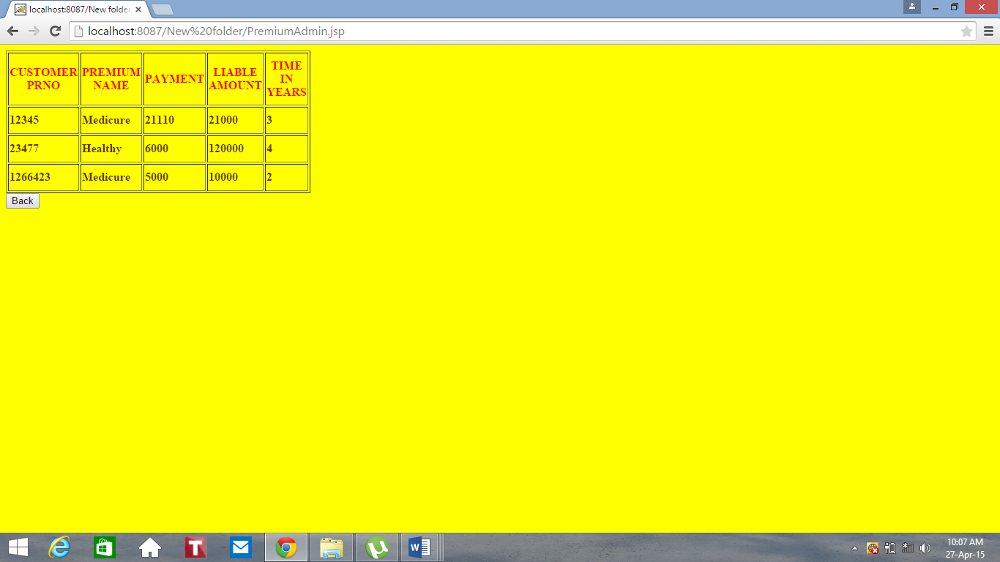 localhost:8087/New folde
localhost:8087/New%20folder/PremiumAdmin.jsp
CUSTOMER PRNO PREMIUM NAME PAYMENT LIABLE AMOUNT TIME IN YEARS
12345 Medicure 21110 21000 3
23477 Healthy 6000 120000 4
1266423 Medicure 5000 10000 2
Back
T
W
10:07 AM
27-Apr-15